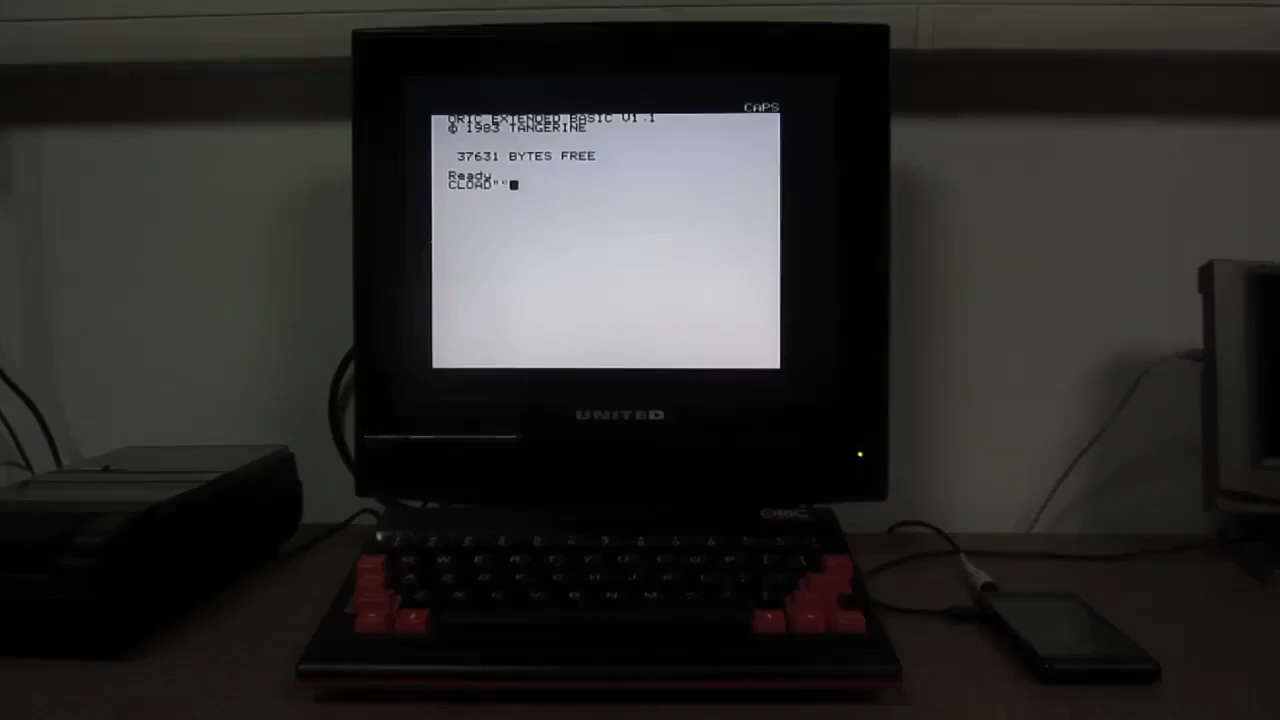 CAPS
ORIC EXTENDED BASIC V1.1
© 1983 TANGERINE
37631 BYTES FREE
Ready
CLOAD""
UNITED
ORIC